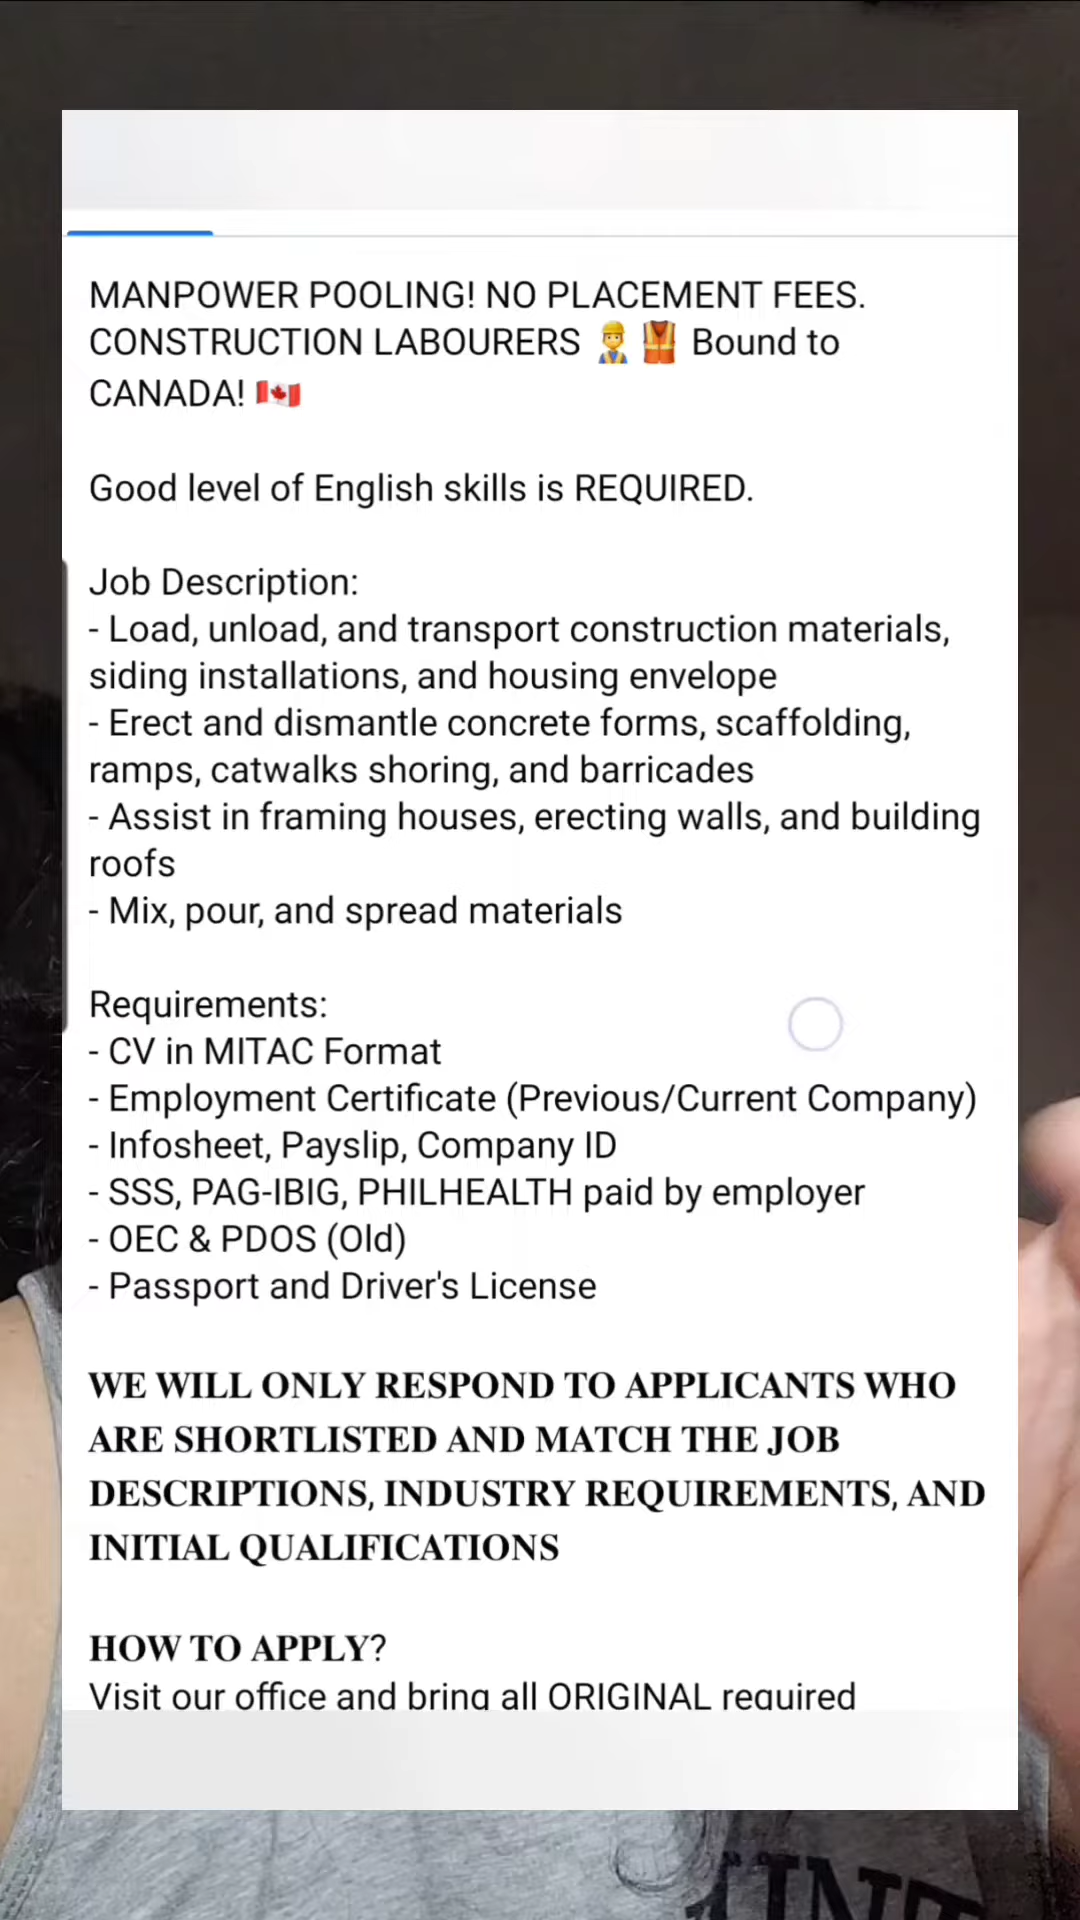 MANPOWER POOLING! NO PLACEMENT FEES.
CONSTRUCTION LABOURERS 👷 🦺 Bound to
CANADA! 🇨🇦
Good level of English skills is REQUIRED.
Job Description:
- Load, unload, and transport construction materials,
siding installations, and housing envelope
- Erect and dismantle concrete forms, scaffolding,
ramps, catwalks shoring, and barricades
- Assist in framing houses, erecting walls, and building
roofs
- Mix, pour, and spread materials
Requirements:
- CV in MITAC Format
- Employment Certificate (Previous/Current Company)
- Infosheet, Payslip, Company ID
- SSS, PAG-IBIG, PHILHEALTH paid by employer
- OEC & PDOS (Old)
- Passport and Driver's License
WE WILL ONLY RESPOND TO APPLICANTS WHO
ARE SHORTLISTED AND MATCH THE JOB
DESCRIPTIONS, INDUSTRY REQUIREMENTS, AND
INITIAL QUALIFICATIONS
HOW TO APPLY?
Visit our office and bring all ORIGINAL required